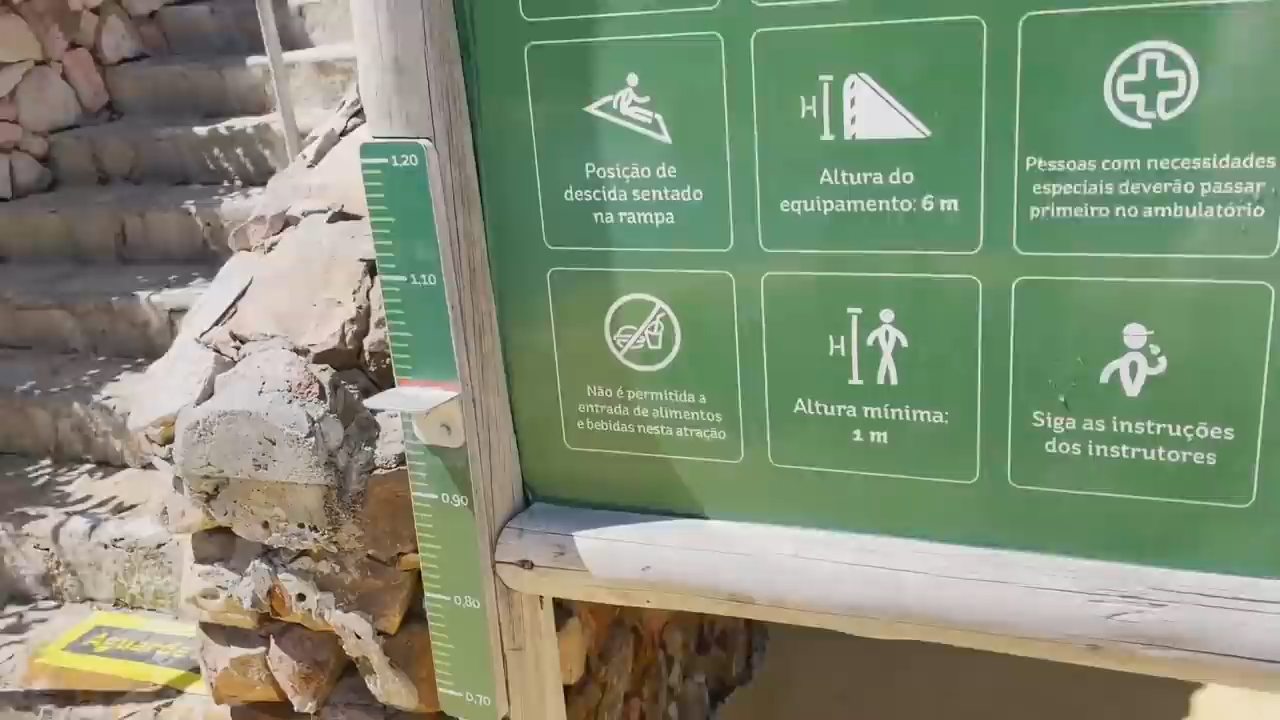 1,20
1,10
0,90
0,80
0,70
Posição de
descida sentado
na rampa
H
Altura do
equipamento: 6 m
Pessoas com necessidades
especiais deverão passar
primeiro no ambulatório
Não é permitida a
entrada de alimentos
e bebidas nesta atração
H
Altura mínima:
1 m
Siga as instruções
dos instrutores
Aguarde